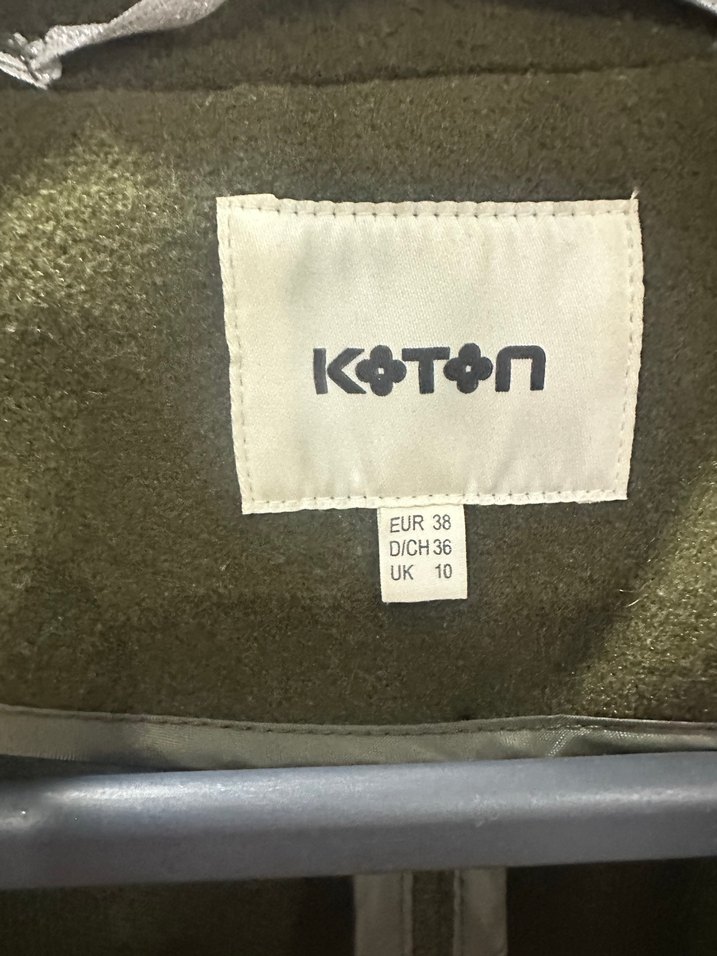 KOTON
EUR 38
D/CH 36
UK 10